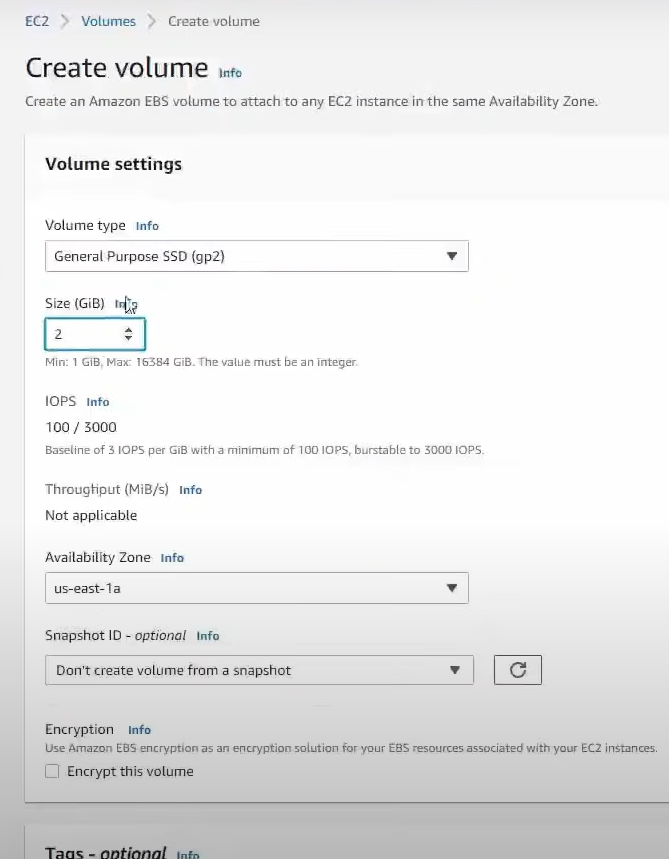 EC2 > Volumes > Create volume
Create volume Info
Create an Amazon EBS volume to attach to any EC2 instance in the same Availability Zone.
Volume settings
Volume type Info
General Purpose SSD (gp2)
Size (GiB) Info
2
Min: 1 GiB, Max: 16384 GiB. The value must be an integer.
IOPS Info
100 / 3000
Baseline of 3 IOPS per GiB with a minimum of 100 IOPS, burstable to 3000 IOPS.
Throughput (MiB/s) Info
Not applicable
Availability Zone Info
us-east-1a
Snapshot ID - optional Info
Don't create volume from a snapshot
Encryption Info
Use Amazon EBS encryption as an encryption solution for your EBS resources associated with your EC2 instances.
Encrypt this volume
Tags - optional Info